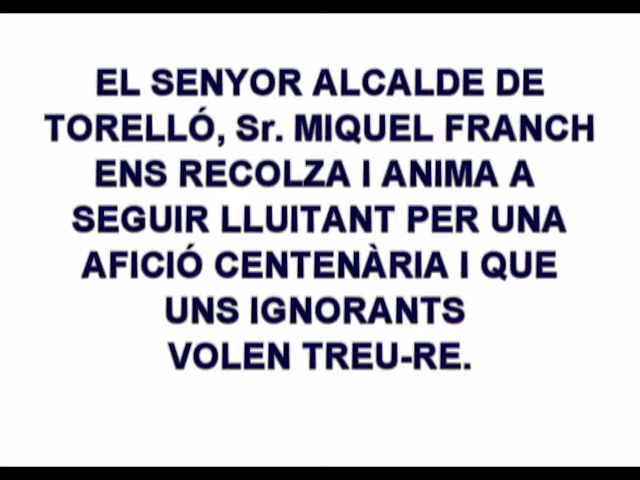 EL SENYOR ALCALDE DE
TORELLÓ, Sr. MIQUEL FRANCH
ENS RECOLZA I ANIMA A
SEGUIR LLUITANT PER UNA
AFICIÓ CENTENÀRIA I QUE
UNS IGNORANTS
VOLEN TREU-RE.